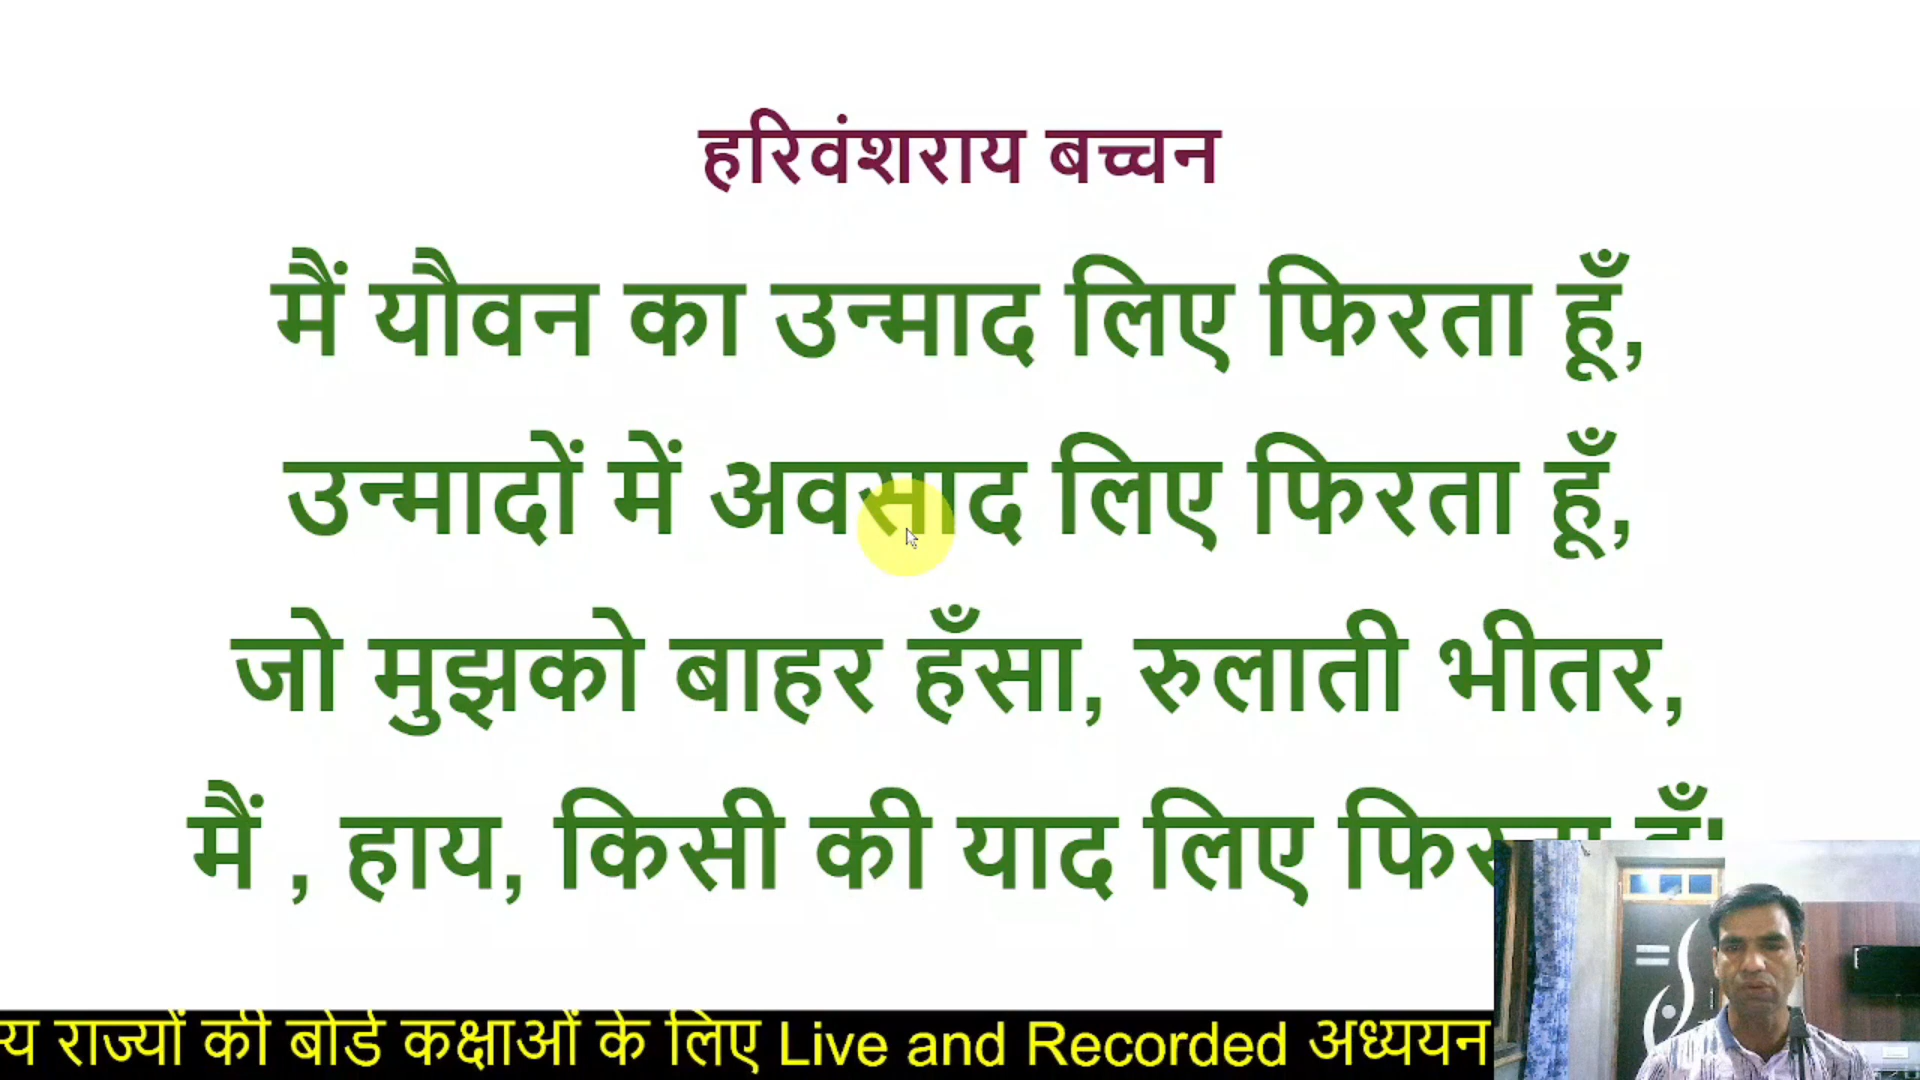 हरिवंशराय बच्चन
मैं यौवन का उन्माद लिए फिरता हूँ,
उन्मादों में अवसाद लिए फिरता हूँ,
जो मुझको बाहर हँसा, रुलाती भीतर,
मैं , हाय, किसी की याद लिए
राज्यों की बोर्ड कक्षाओं के लिए Live and Recorded अध्ययन